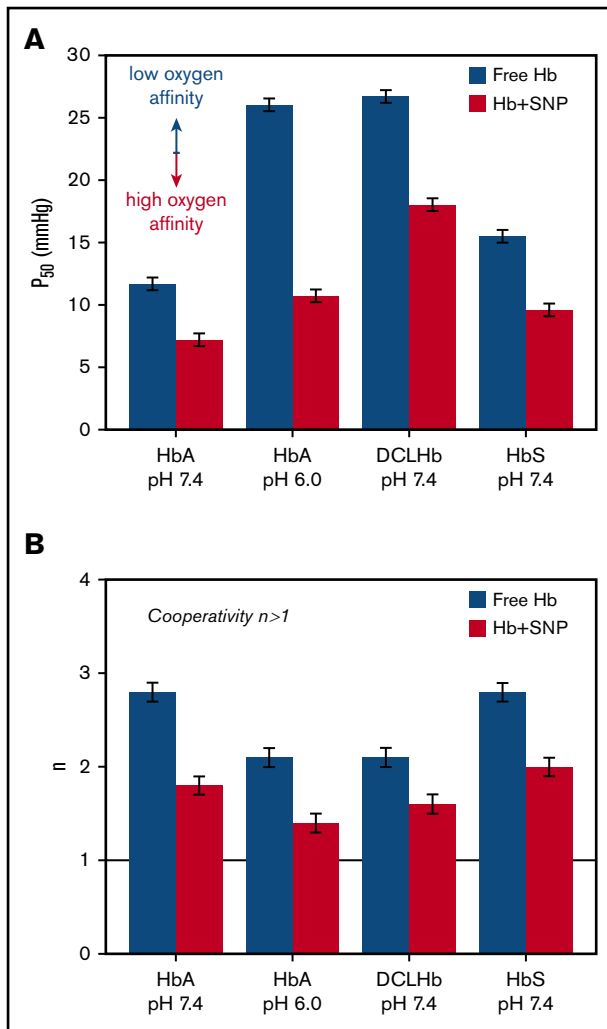 A
low oxygen
affinity
high oxygen
affinity
Free Hb
Hb+SNP
P50 (mmHg)
30
25
20
15
10
5
0
HbA
pH 7.4
HbA
pH 6.0
DCLHb
pH 7.4
HbS
pH 7.4
B
Cooperativity n>1
Free Hb
Hb+SNP
n
4
3
2
1
0
HbA
pH 7.4
HbA
pH 6.0
DCLHb
pH 7.4
HbS
pH 7.4